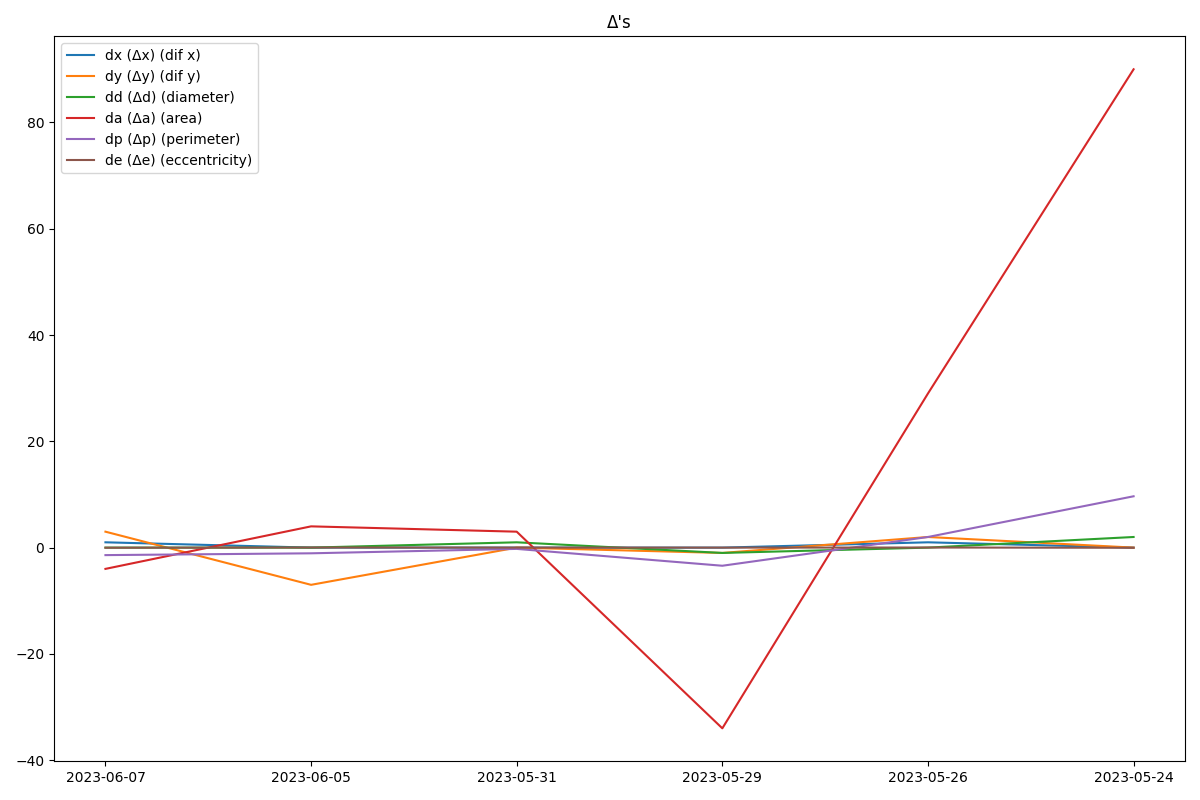 Δ's
dx (Δx) (dif x)
dy (Δy) (dif y)
dd (Δd) (diameter)
da (Δa) (area)
dp (Δp) (perimeter)
de (Δe) (eccentricity)
80
60
40
20
0
−20
−40
2023-06-07 2023-06-05 2023-05-31 2023-05-29 2023-05-26 2023-05-24